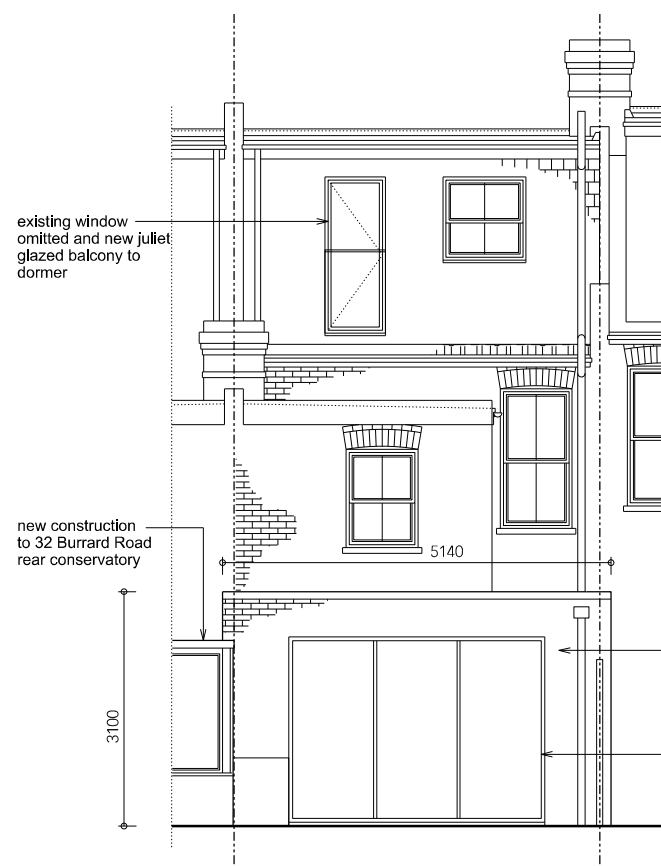 existing window
omitted and new juliet
glazed balcony to
dormer
new construction
to 32 Burrard Road
rear conservatory
5140
3100